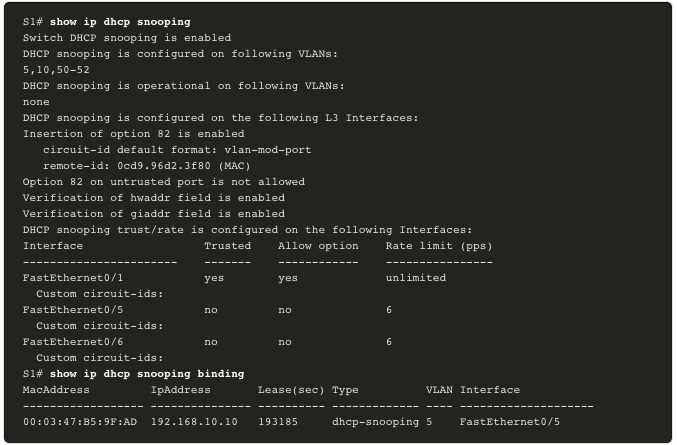 S1# show ip dhcp snooping
Switch DHCP snooping is enabled
DHCP snooping is configured on following VLANs:
5,10,50-52
DHCP snooping is operational on following VLANs:
none
DHCP snooping is configured on the following L3 Interfaces:
Insertion of option 82 is enabled
   circuit-id default format: vlan-mod-port
   remote-id: 0cd9.96d2.3f80 (MAC)
Option 82 on untrusted port is not allowed
Verification of hwaddr field is enabled
Verification of giaddr field is enabled
DHCP snooping trust/rate is configured on the following Interfaces:
Interface                  Trusted    Allow option    Rate limit (pps)
-----------------------    -------    ------------    ----------------
FastEthernet0/1            yes        yes             unlimited
  Custom circuit-ids:
FastEthernet0/5            no         no              6
  Custom circuit-ids:
FastEthernet0/6            no         no              6
  Custom circuit-ids:
S1# show ip dhcp snooping binding
MacAddress         IpAddress       Lease(sec) Type          VLAN Interface
------------------ --------------- ---------- ------------- ---- --------------------
00:03:47:B5:9F:AD  192.168.10.10   193185     dhcp-snooping 5    FastEthernet0/5